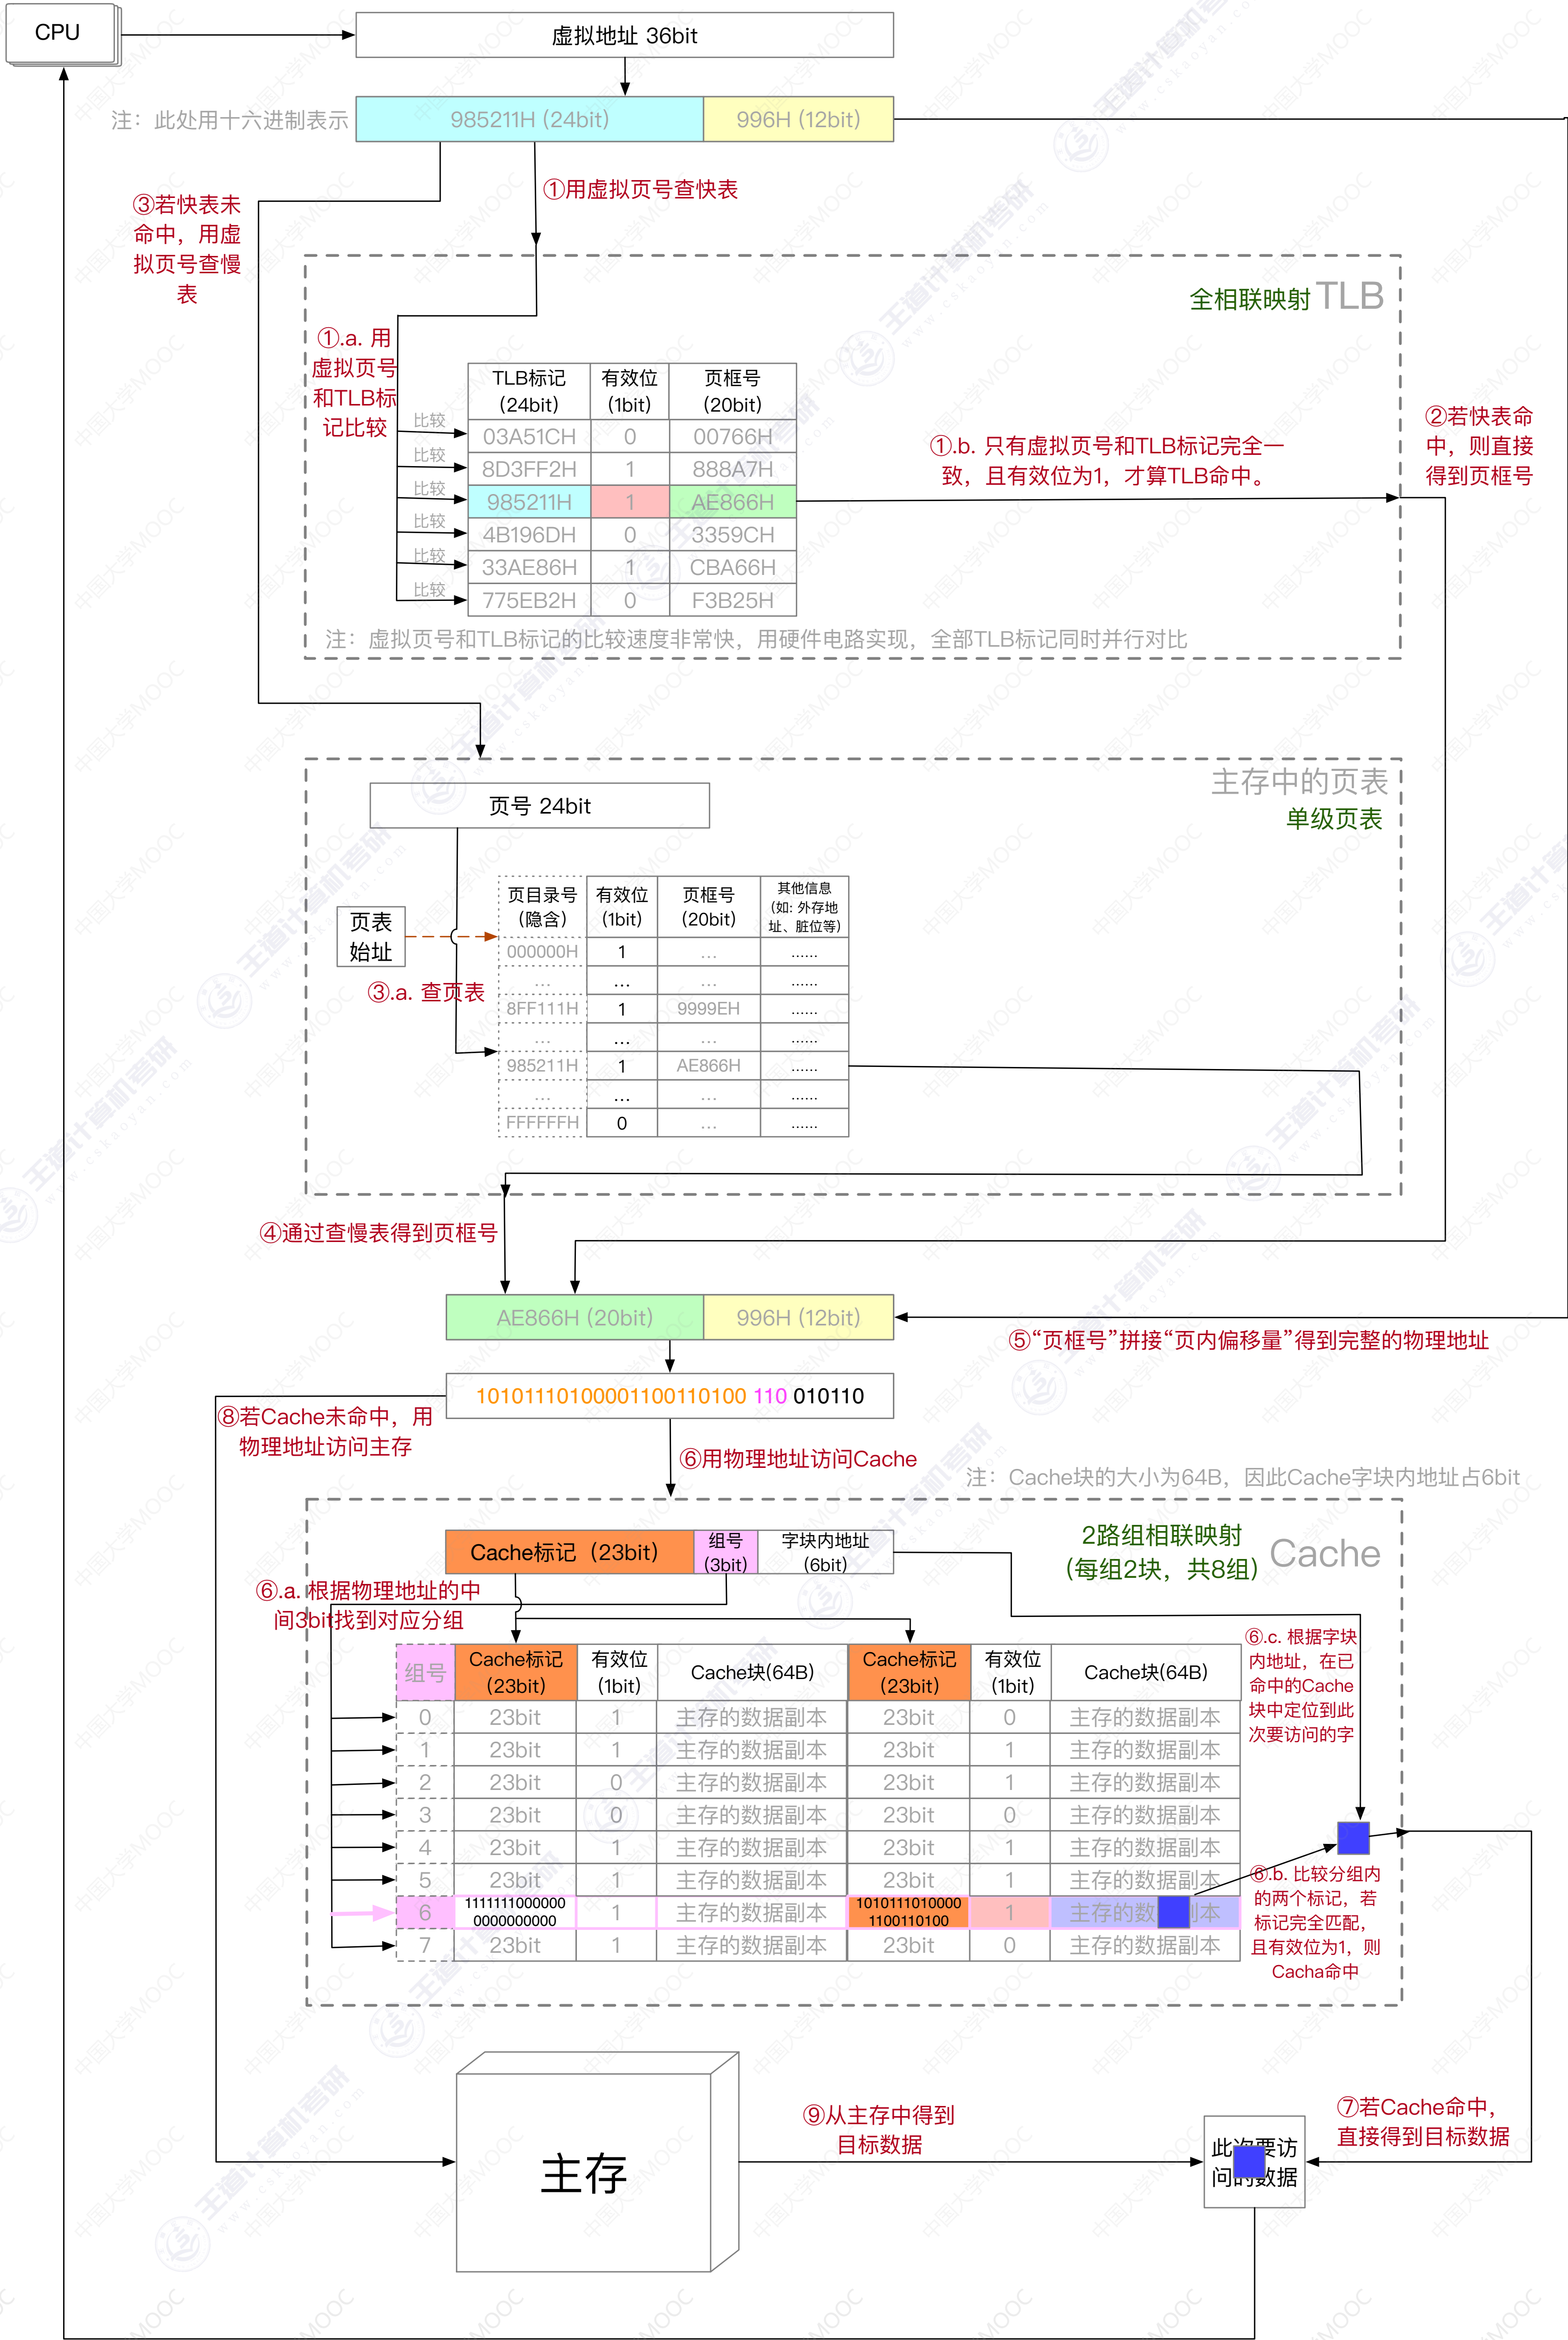 CPU
虚拟地址 36bit
注：此处用十六进制表示
985211H (24bit)
996H (12bit)
①用虚拟页号查快表
③若快表未
命中，用虚
拟页号查慢
表
全相联映射 TLB
①.a. 用
虚拟页号
和TLB标
记比较
TLB标记 有效位 页框号
(24bit) (1bit) (20bit)
比较 03A51CH 0 00766H
比较 8D3FF2H 1 888A7H
比较 985211H 1 AE866H
比较 4B196DH 0 3359CH
比较 33AE86H 1 CBA66H
比较 775EB2H 0 F3B25H
①.b. 只有虚拟页号和TLB标记完全一
致，且有效位为1，才算TLB命中。
②若快表命
中，则直接
得到页框号
注：虚拟页号和TLB标记的比较速度非常快，用硬件电路实现，全部TLB标记同时并行对比
主存中的页表
单级页表
页号 24bit
页表
始址
③.a. 查页表
页目录号 有效位 页框号 其他信息
(隐含) (1bit) (20bit) (如: 外存地
址、脏位等)
000000H 1 ... ......
... ... ... ......
8FF111H 1 9999EH ......
... ... ... ......
985211H 1 AE866H ......
... ... ... ......
FFFFFFH 0 ... ......
④通过查慢表得到页框号
AE866H (20bit)
996H (12bit)
⑤“页框号”拼接“页内偏移量”得到完整的物理地址
10101110100001100110100 110 010110
⑧若Cache未命中，用
物理地址访问主存
⑥用物理地址访问Cache
注：Cache块的大小为64B，因此Cache字块内地址占6bit
Cache标记（23bit）
组号
(3bit)
字块内地址
(6bit)
2路组相联映射
(每组2块，共8组)
Cache
⑥.a. 根据物理地址的中
间3bit找到对应分组
组号 Cache标记 有效位 Cache块(64B) Cache标记 有效位 Cache块(64B)
(23bit) (1bit) (23bit) (1bit)
0 23bit 1 主存的数据副本 23bit 0 主存的数据副本
1 23bit 1 主存的数据副本 23bit 1 主存的数据副本
2 23bit 0 主存的数据副本 23bit 1 主存的数据副本
3 23bit 0 主存的数据副本 23bit 0 主存的数据副本
4 23bit 1 主存的数据副本 23bit 1 主存的数据副本
5 23bit 1 主存的数据副本 23bit 1 主存的数据副本
6 1111111000000 1 主存的数据副本 1010111010000 1 主存的数 副本
0000000000 1100110100
7 23bit 1 主存的数据副本 23bit 0 主存的数据副本
⑥.c. 根据字块
内地址，在已
命中的Cache
块中定位到此
次要访问的字
⑥.b. 比较分组内
的两个标记，若
标记完全匹配，
且有效位为1，则
Cacha命中
主存
⑨从主存中得到
目标数据
此次要访
问的数据
⑦若Cache命中，
直接得到目标数据
王道计算机考研
www.cskaoyan.com
中国大学MOOC